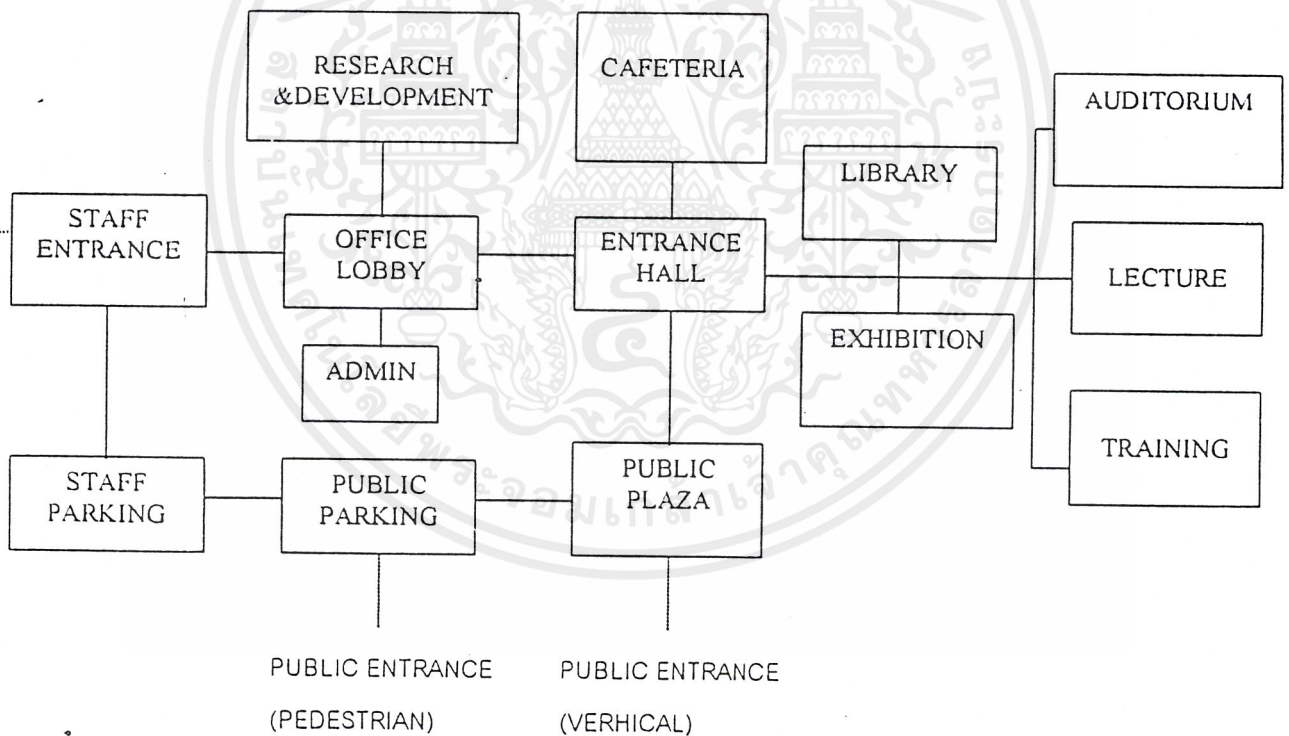 RESEARCH
&DEVELOPMENT
CAFETERIA
AUDITORIUM
LIBRARY
STAFF
ENTRANCE
OFFICE
LOBBY
ENTRANCE
HALL
LECTURE
EXHIBITION
ADMIN
TRAINING
STAFF
PARKING
PUBLIC
PARKING
PUBLIC
PLAZA
PUBLIC ENTRANCE
(PEDESTRIAN)
PUBLIC ENTRANCE
(VERHICAL)